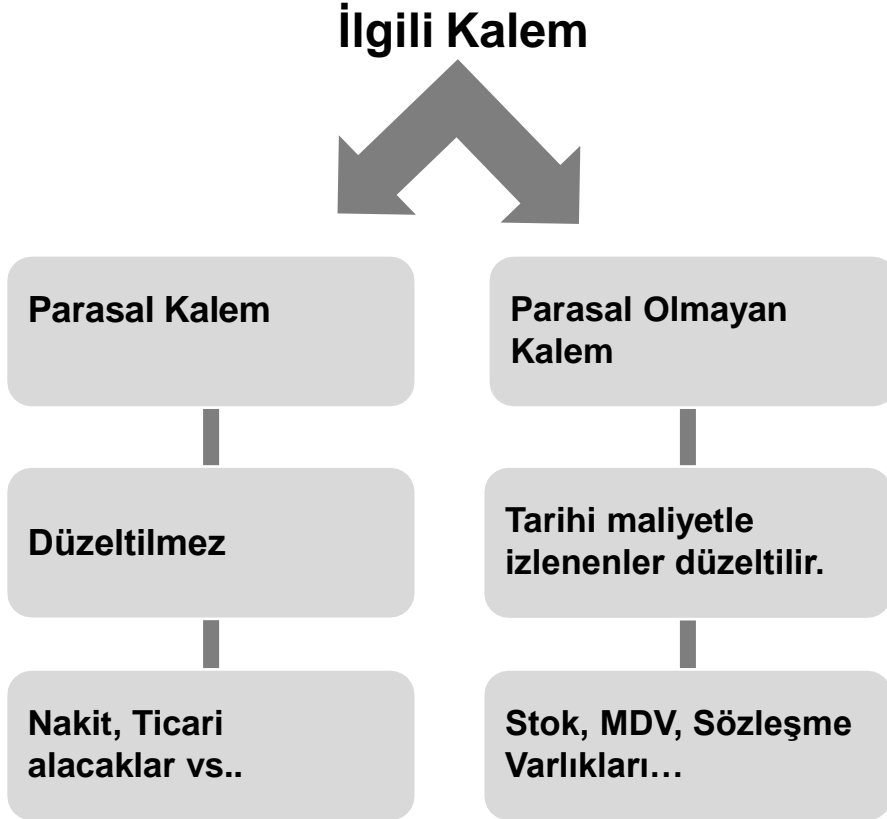 İlgili Kalem
Parasal Kalem
Parasal Olmayan
Kalem
Düzeltilmez
Tarihi maliyetle
izlenenler düzeltilir.
Nakit, Ticari
alacaklar vs..
Stok, MDV, Sözleşme
Varlıkları…